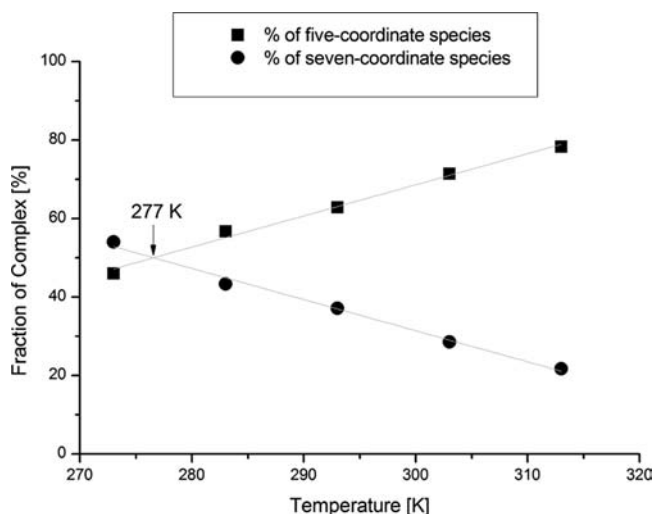 % of five-coordinate species
% of seven-coordinate species
100
80
60
40
20
0
Fraction of Complex [%]
277 K
270
280
290
300
310
320
Temperature [K]